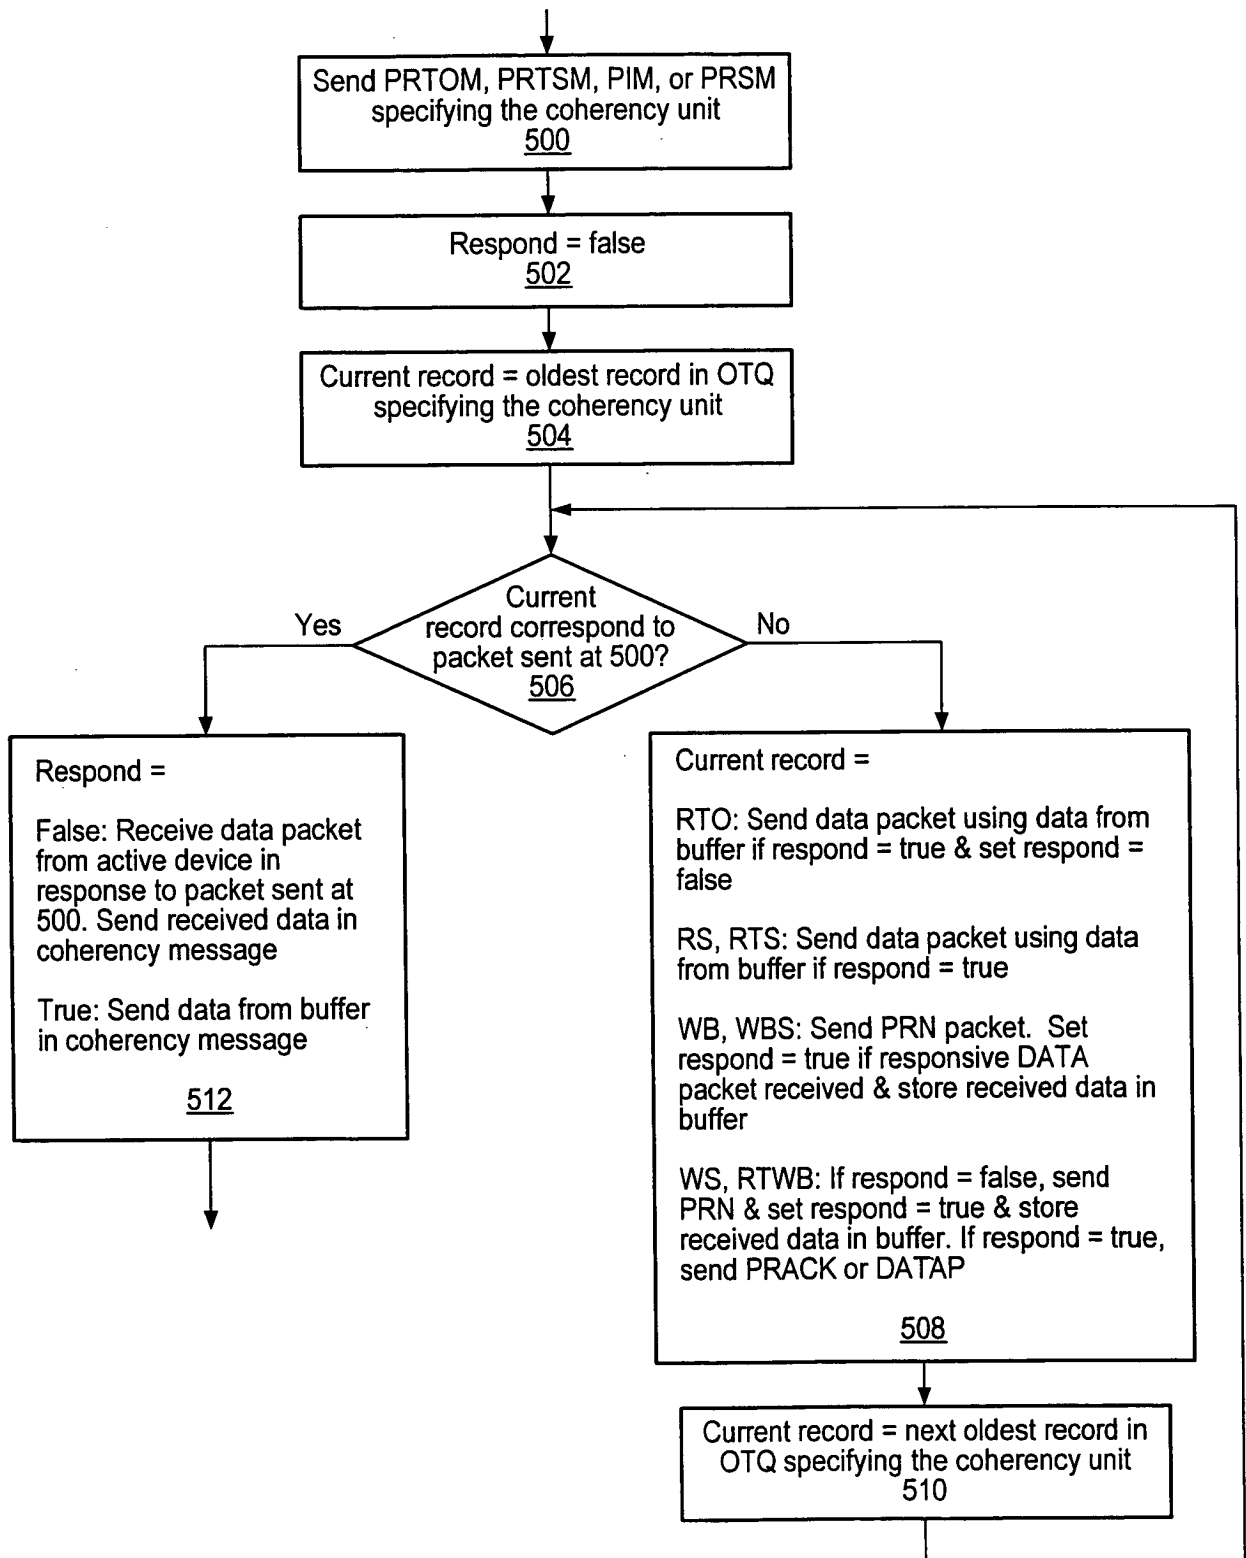 Send PRTOM, PRTSM, PIM, or PRSM
specifying the coherency unit
500
Respond = false
502
Current record = oldest record in OTQ
specifying the coherency unit
504
Current
record correspond to
packet sent at 500?
506
Yes
No
Respond =
False: Receive data packet
from active device in
response to packet sent at
500. Send received data in
coherency message
True: Send data from buffer
in coherency message
512
Current record =
RTO: Send data packet using data from
buffer if respond = true & set respond =
false
RS, RTS: Send data packet using data
from buffer if respond = true
WB, WBS: Send PRN packet. Set
respond = true if responsive DATA
packet received & store received data in
buffer
WS, RTWB: If respond = false, send
PRN & set respond = true & store
received data in buffer. If respond = true,
send PRACK or DATAP
508
Current record = next oldest record in
OTQ specifying the coherency unit
510